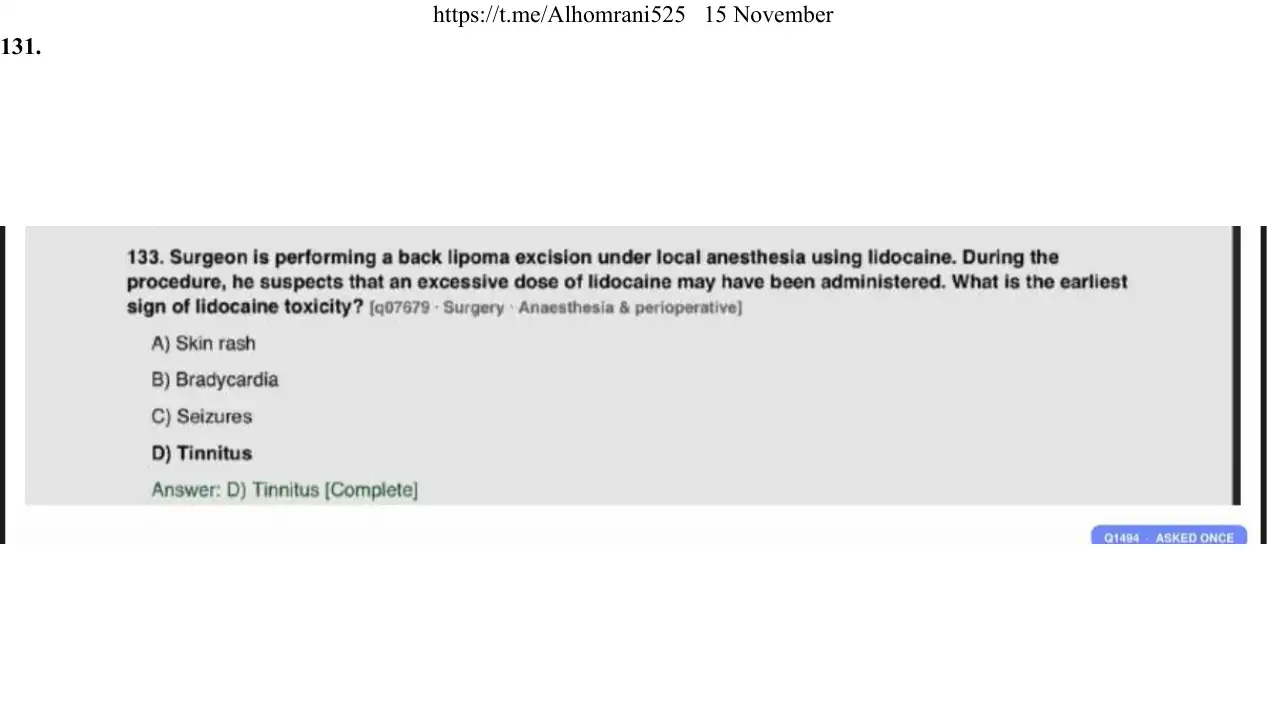 https://t.me/Alhomrani525 15 November
131.
133. Surgeon is performing a back lipoma excision under local anesthesia using lidocaine. During the
procedure, he suspects that an excessive dose of lidocaine may have been administered. What is the earliest
sign of lidocaine toxicity? [q07679 · Surgery · Anaesthesia & perioperative]
A) Skin rash
B) Bradycardia
C) Seizures
D) Tinnitus
Answer: D) Tinnitus [Complete]
Q1494 · ASKED ONCE